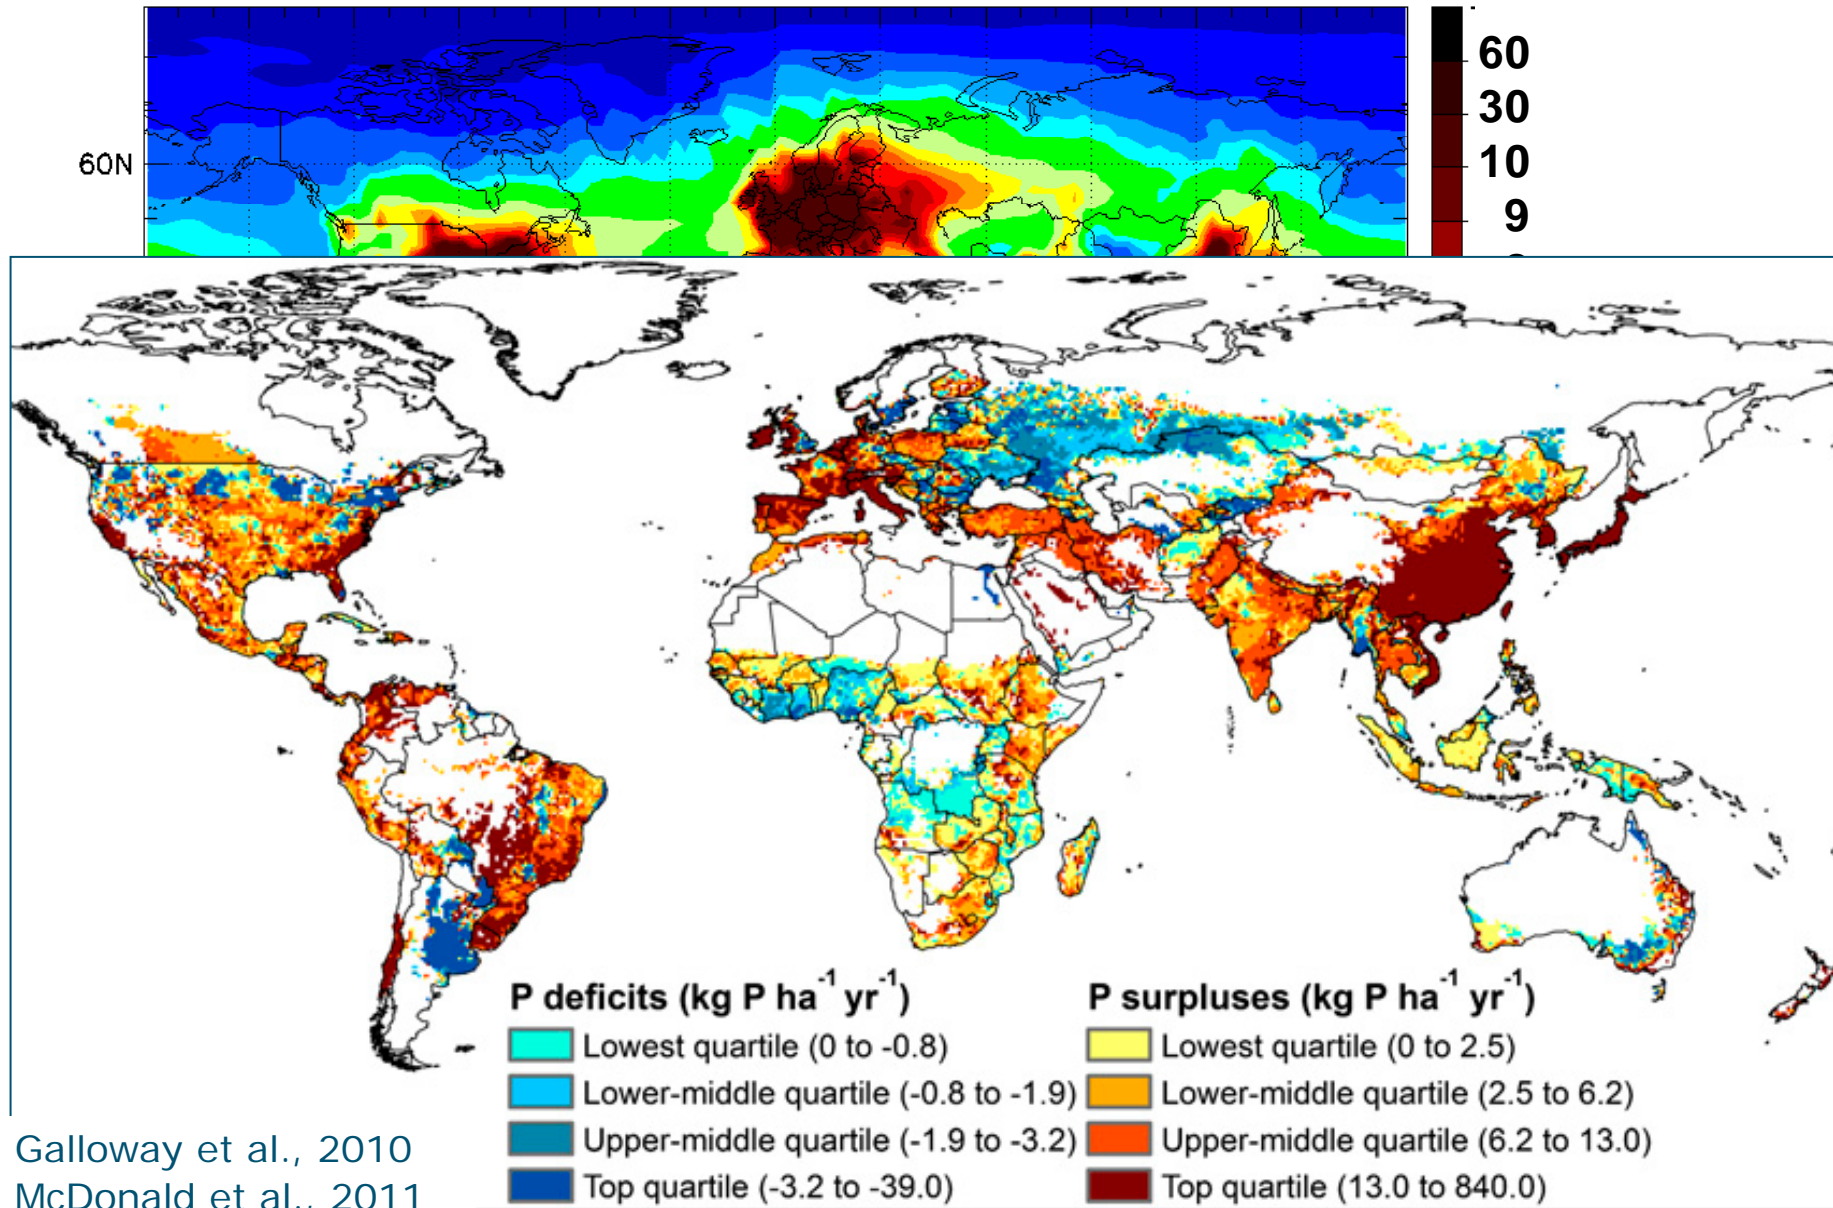 60
30
10
9
60N
P deficits (kg P ha-1 yr-1)
Lowest quartile (0 to -0.8)
Lower-middle quartile (-0.8 to -1.9)
Upper-middle quartile (-1.9 to -3.2)
Top quartile (-3.2 to -39.0)
P surpluses (kg P ha-1 yr-1)
Lowest quartile (0 to 2.5)
Lower-middle quartile (2.5 to 6.2)
Upper-middle quartile (6.2 to 13.0)
Top quartile (13.0 to 840.0)
Galloway et al., 2010
McDonald et al., 2011